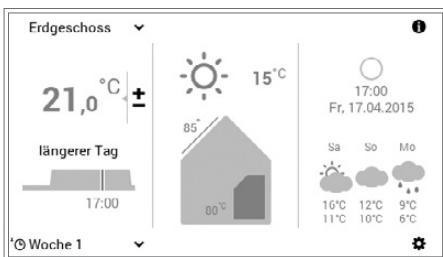 Erdgeschoss
21,0 °C ±
längerer Tag
17:00
Woche 1
15°C
85°
00°C
17:00
Fr, 17.04.2015
Sa So Mo
16°C 12°C 9°C
11°C 10°C 6°C